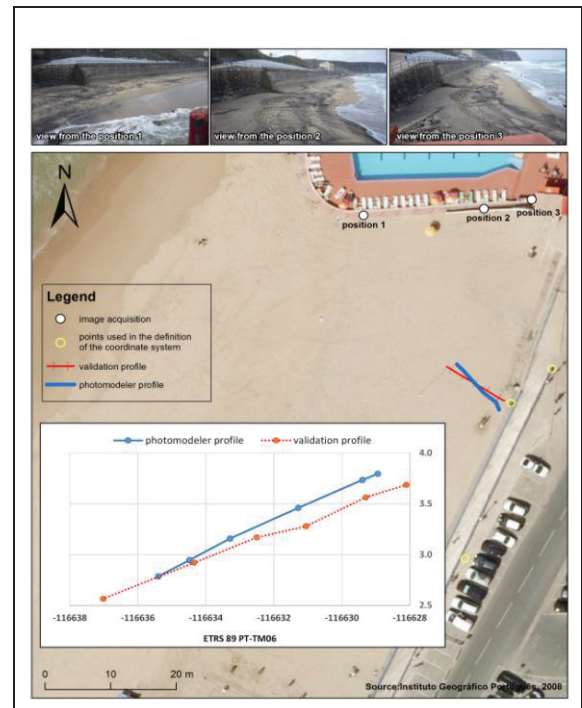 view from the position 1
view from the position 2
view from the position 3
N
position 1
position 2
position 3
Legend
image acquisition
points used in the definition
of the coordinate system
validation profile
photomodeler profile
photomodeler profile
validation profile
4.0
3.5
3.0
2.5
-116638
-116636
-116634
-116632
-116630
-116628
ETRS 89 PT-TM06
0
10
20 m
Source:Instituto Geográfico Português, 2008